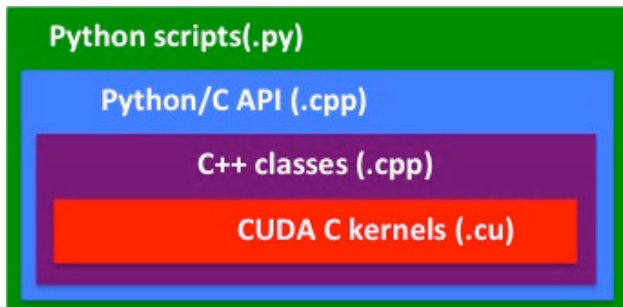 Python scripts(.py)
Python/C API (.cpp)
C++ classes (.cpp)
CUDA C kernels (.cu)